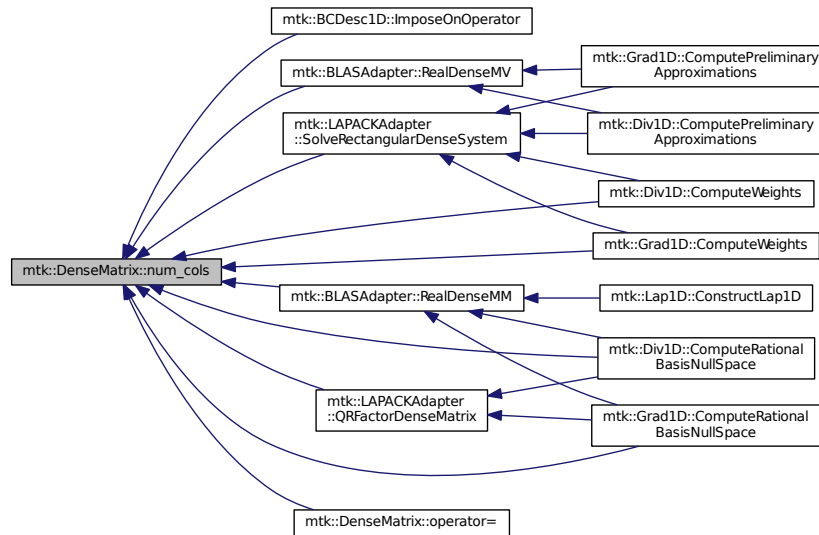 mtk::BCDesc1D::ImposeOnOperator
mtk::BLASAdapter::RealDenseMV
mtk::Grad1D::ComputePreliminary
Approximations
mtk::LAPACKAdapter
::SolveRectangularDenseSystem
mtk::Div1D::ComputePreliminary
Approximations
mtk::Div1D::ComputeWeights
mtk::Grad1D::ComputeWeights
mtk::DenseMatrix::num_cols
mtk::BLASAdapter::RealDenseMM
mtk::Lap1D::ConstructLap1D
mtk::Div1D::ComputeRational
BasisNullSpace
mtk::LAPACKAdapter
::QRFactorDenseMatrix
mtk::Grad1D::ComputeRational
BasisNullSpace
mtk::DenseMatrix::operator=